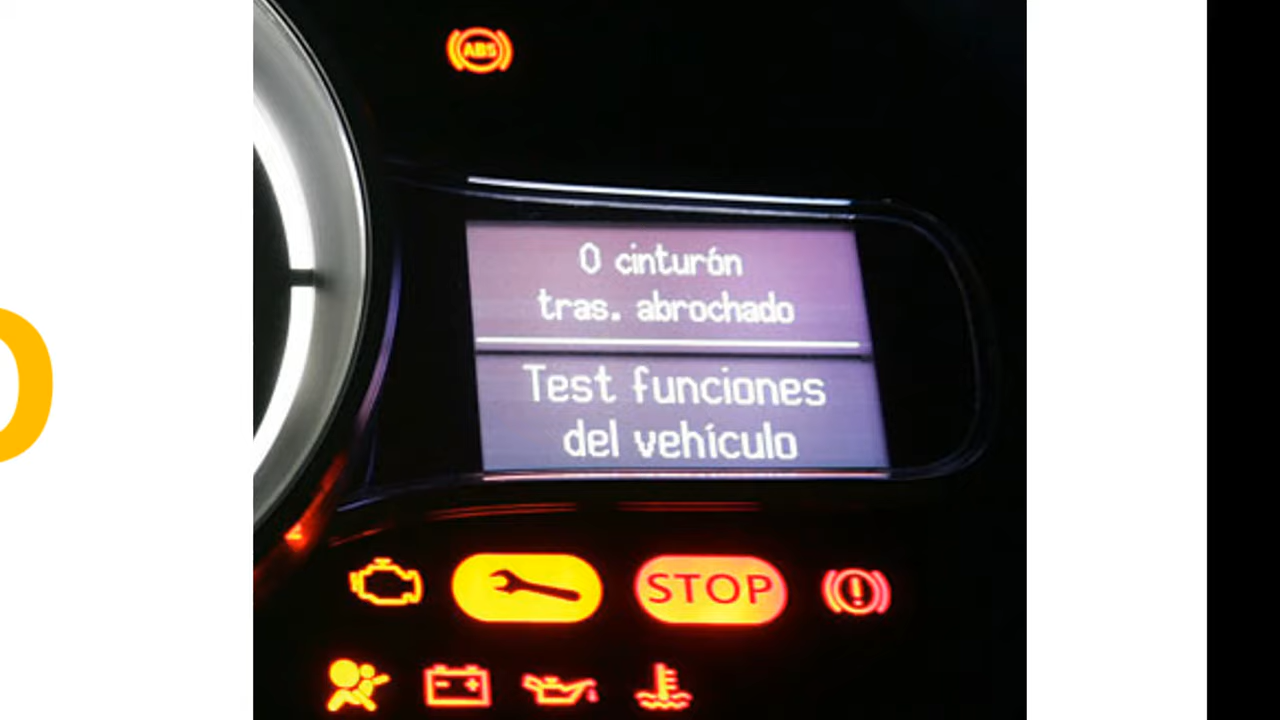 ABS
0 cinturón
tras. abrochado
Test funciones
del vehículo
STOP